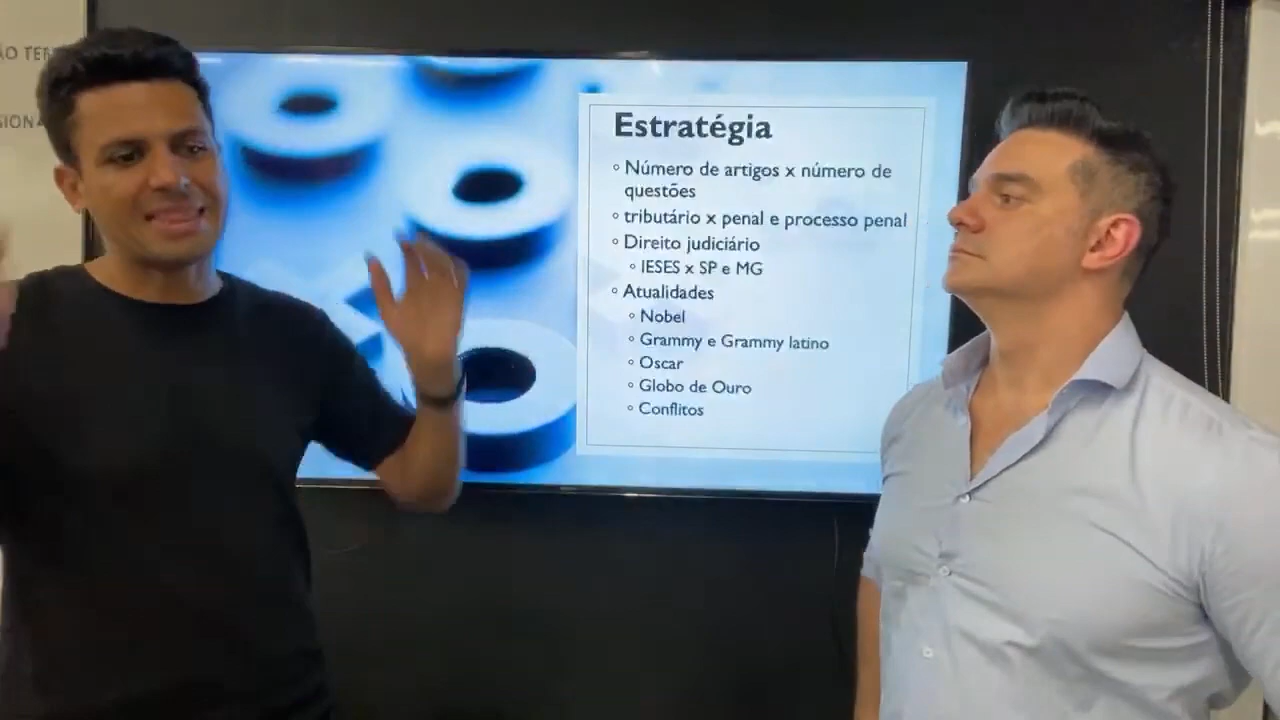 Estratégia
Número de artigos x número de
questões
tributário x penal e processo penal
Direito judiciário
IESES x SP e MG
Atualidades
Nobel
Grammy e Grammy latino
Oscar
Globo de Ouro
Conflitos